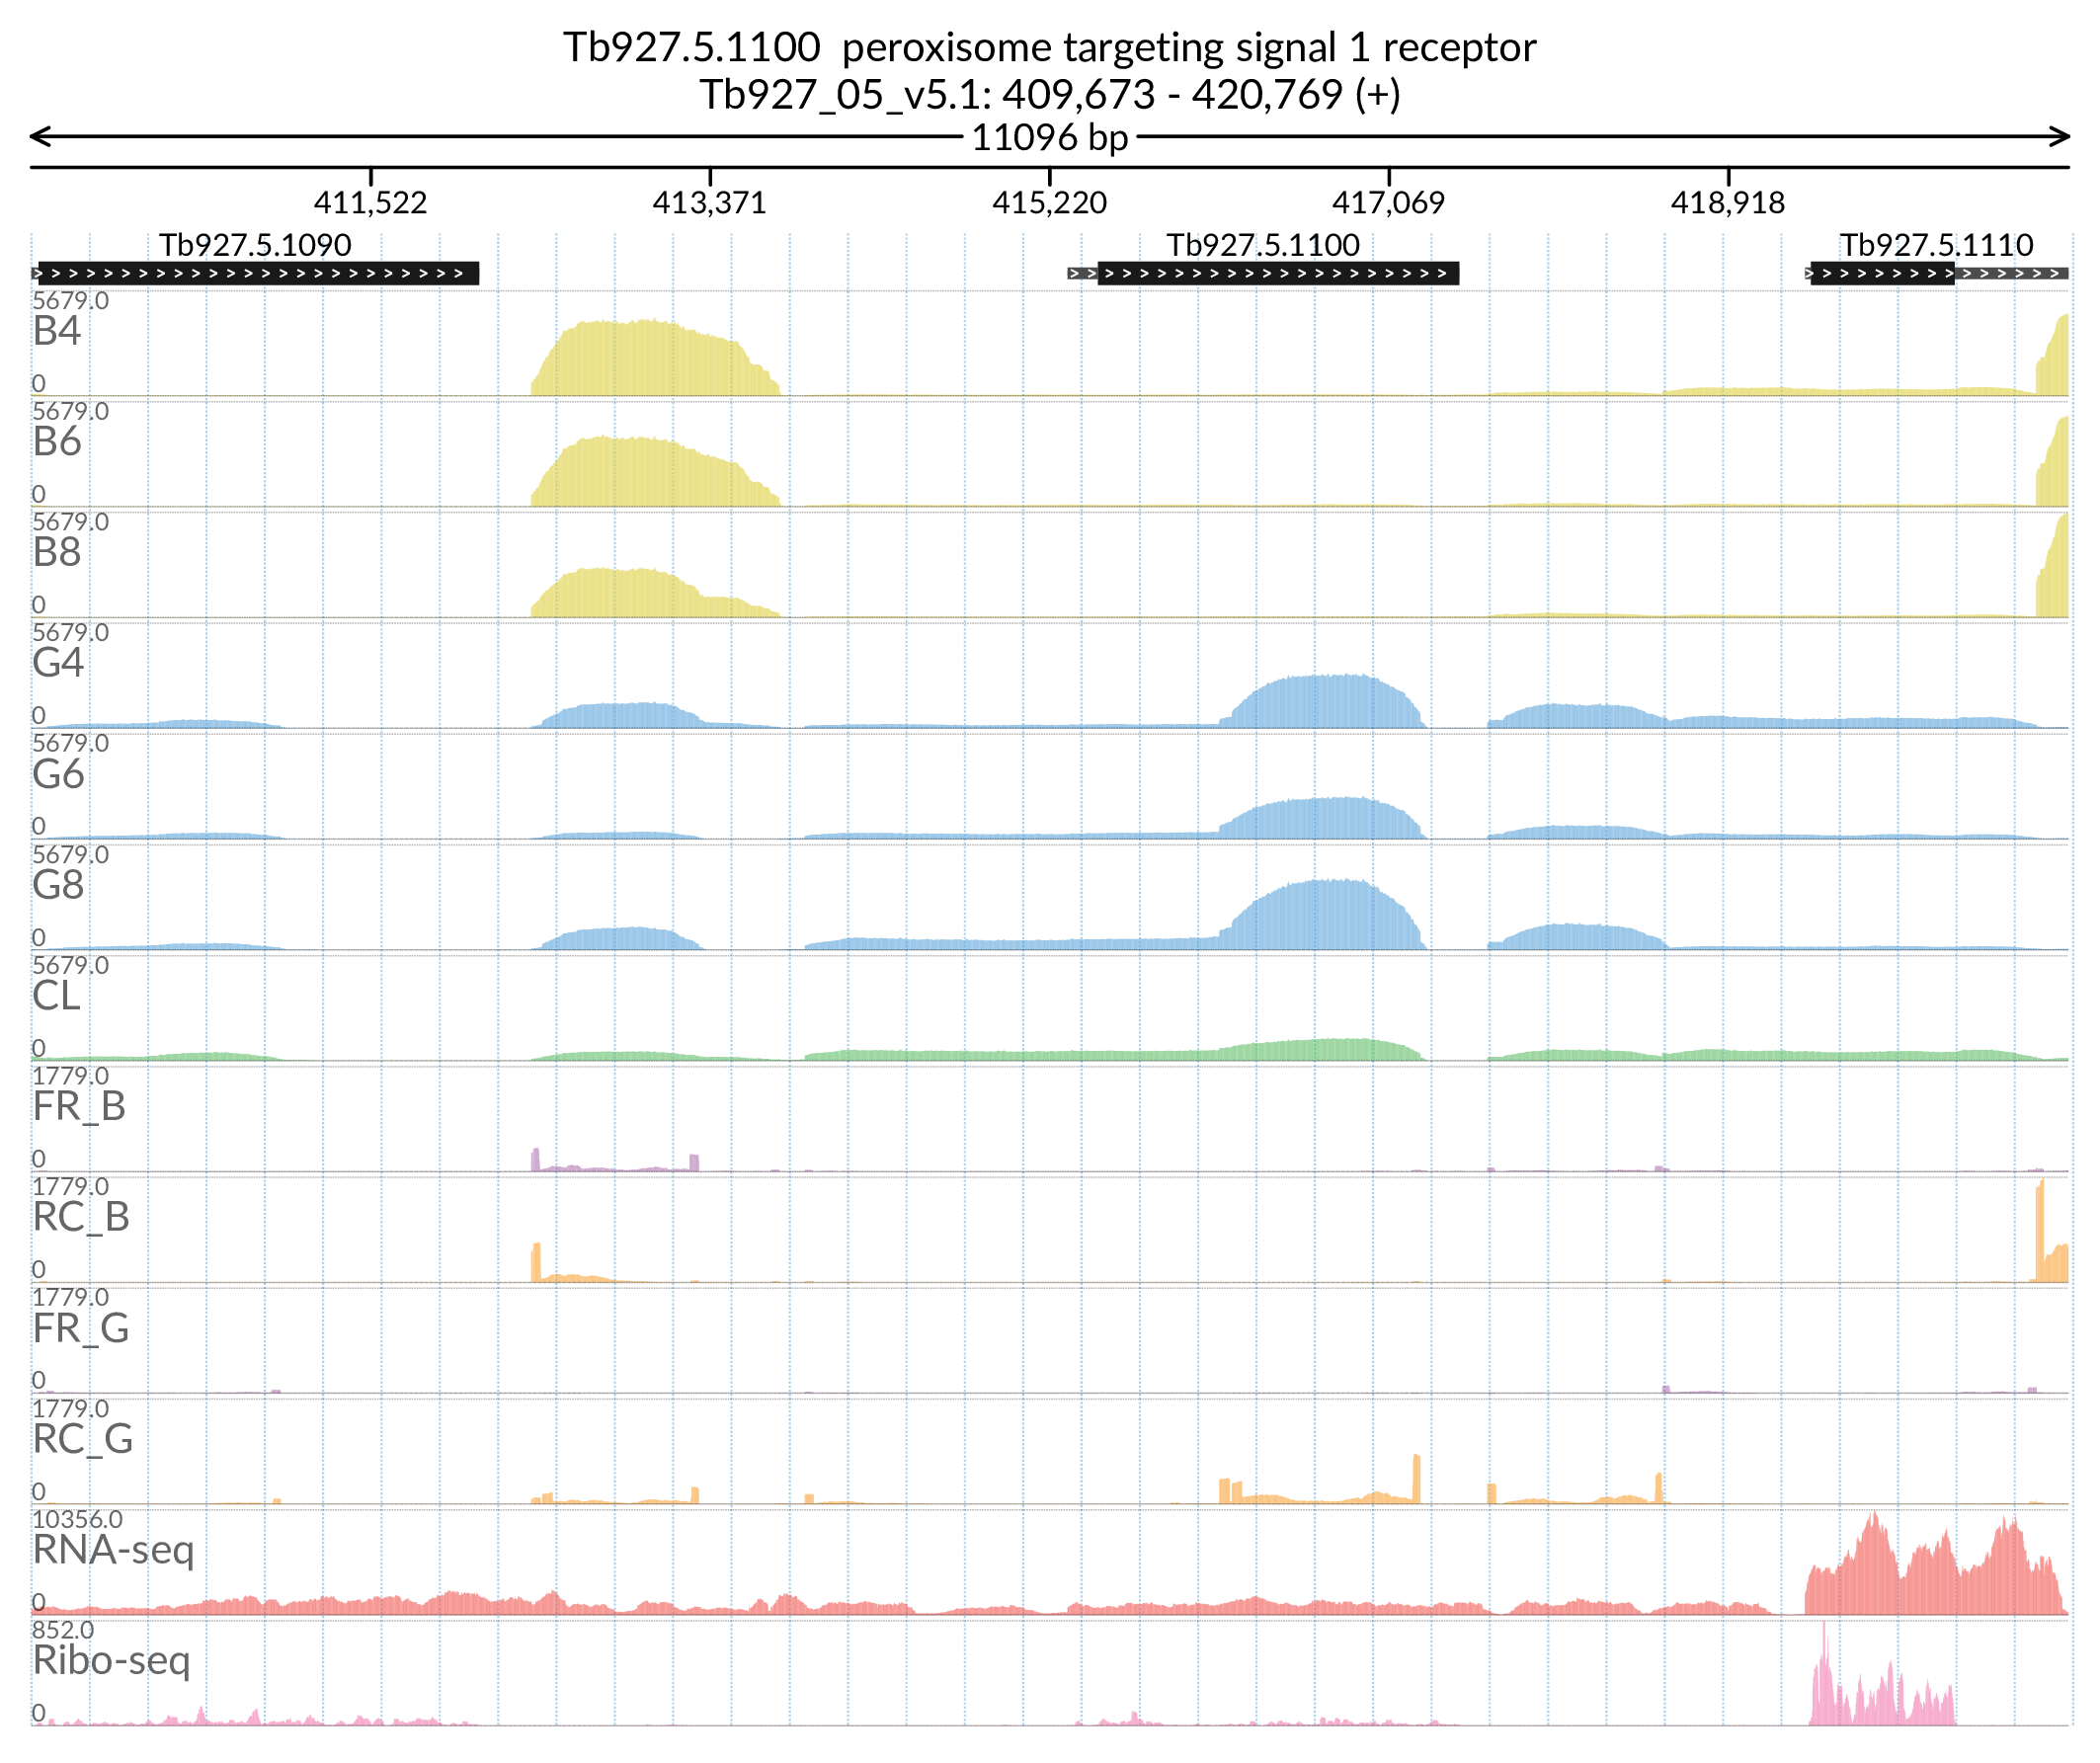 Tb927.5.1100  peroxisome targeting signal 1 receptor
Tb927_05_v5.1: 409,673 - 420,769 (+)
11096 bp
411,522 413,371 415,220 417,069 418,918
Tb927.5.1090 Tb927.5.1100 Tb927.5.1110
5679.0
B4
0
5679.0
B6
0
5679.0
B8
0
5679.0
G4
0
5679.0
G6
0
5679.0
G8
0
5679.0
CL
0
1779.0
FR_B
0
1779.0
RC_B
0
1779.0
FR_G
0
1779.0
RC_G
0
10356.0
RNA-seq
0
852.0
Ribo-seq
0